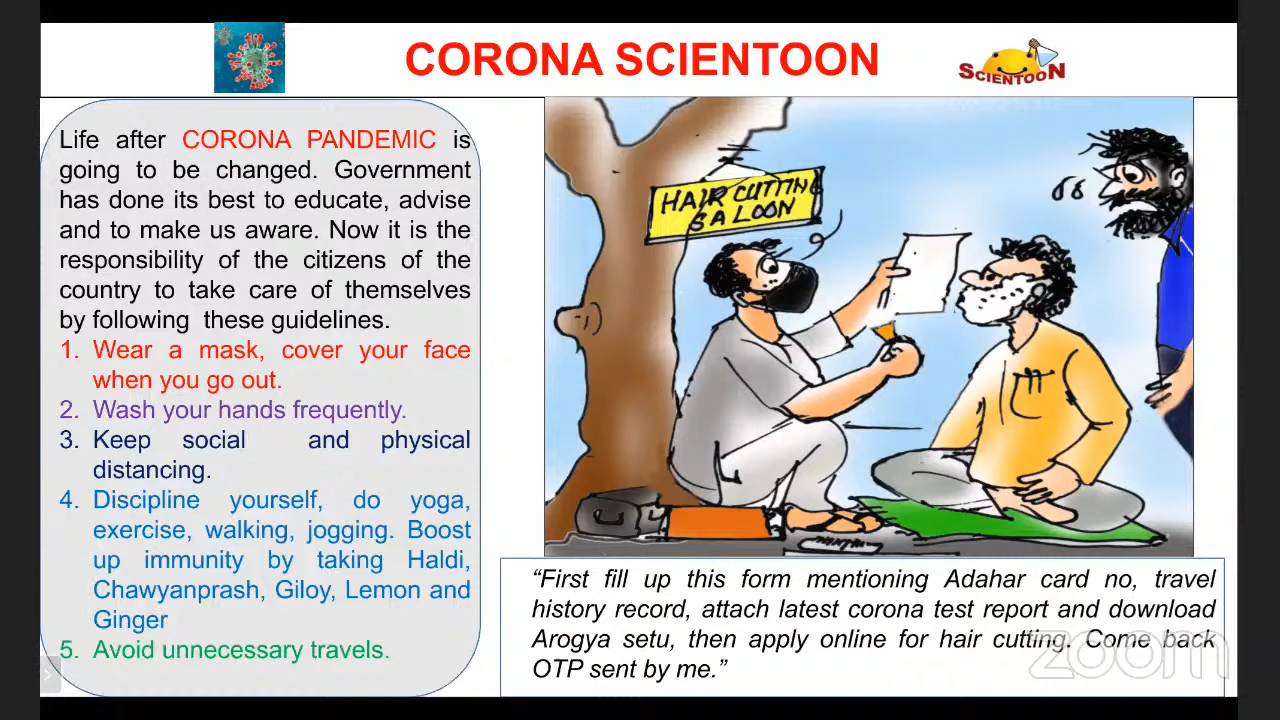 CORONA SCIENTOON
SCIENTOON
Life after CORONA PANDEMIC is
going to be changed. Government
has done its best to educate, advise
and to make us aware. Now it is the
responsibility of the citizens of the
country to take care of themselves
by following these guidelines.
1. Wear a mask, cover your face
when you go out.
2. Wash your hands frequently.
3. Keep social and physical
distancing.
4. Discipline yourself, do yoga,
exercise, walking, jogging. Boost
up immunity by taking Haldi,
Chawyanprash, Giloy, Lemon and
Ginger
5. Avoid unnecessary travels.
HAIR CUTTING
SALOON
“First fill up this form mentioning Adahar card no, travel
history record, attach latest corona test report and download
Arogya setu, then apply online for hair cutting. Come back
OTP sent by me.”
zoom